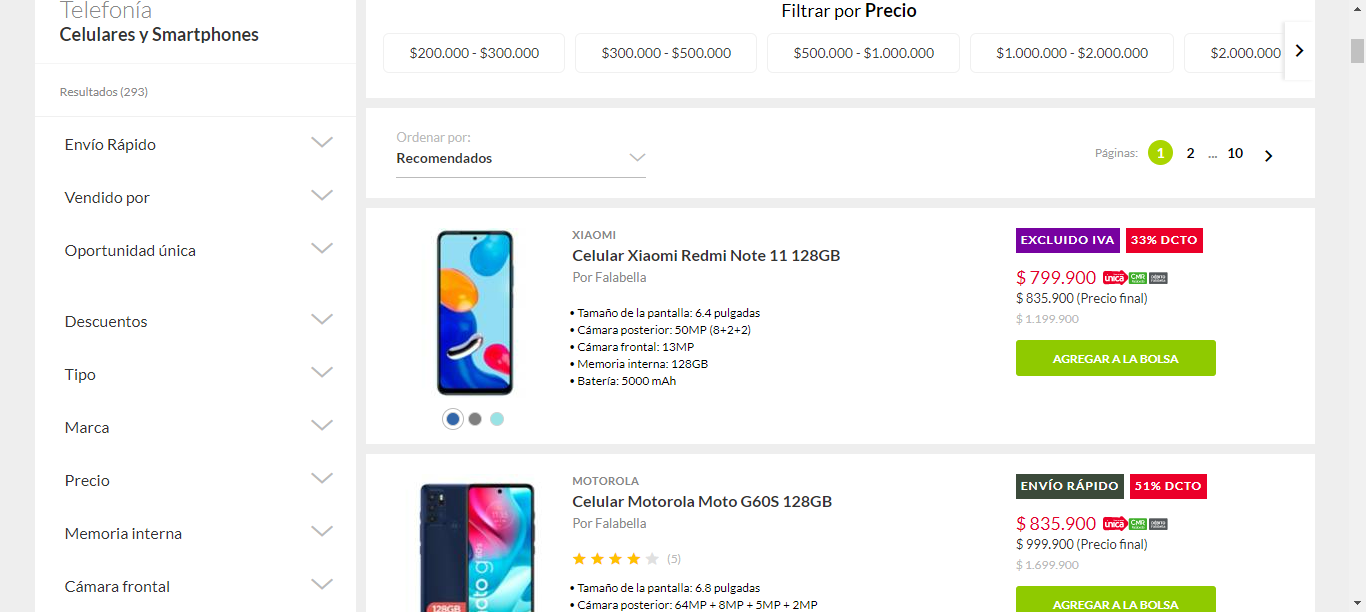 Telefonía
Celulares y Smartphones
Resultados (293)
Envío Rápido
Vendido por
Oportunidad única
Descuentos
Tipo
Marca
Precio
Memoria interna
Cámara frontal
Filtrar por Precio
$200.000 - $300.000
$300.000 - $500.000
$500.000 - $1.000.000
$1.000.000 - $2.000.000
$2.000.000
Ordenar por:
Recomendados
Páginas: 1 2 ... 10
XIAOMI
Celular Xiaomi Redmi Note 11 128GB
Por Falabella
• Tamaño de la pantalla: 6.4 pulgadas
• Cámara posterior: 50MP (8+2+2)
• Cámara frontal: 13MP
• Memoria interna: 128GB
• Batería: 5000 mAh
EXCLUIDO IVA 33% DCTO
$ 799.900 única CMR
$ 835.900 (Precio final)
$ 1.199.900
AGREGAR A LA BOLSA
moto g60s
128GB
MOTOROLA
Celular Motorola Moto G60S 128GB
Por Falabella
(5)
• Tamaño de la pantalla: 6.8 pulgadas
• Cámara posterior: 64MP + 8MP + 5MP + 2MP
ENVÍO RÁPIDO 51% DCTO
$ 835.900 única CMR
$ 999.900 (Precio final)
$ 1.699.900
AGREGAR A LA BOLSA